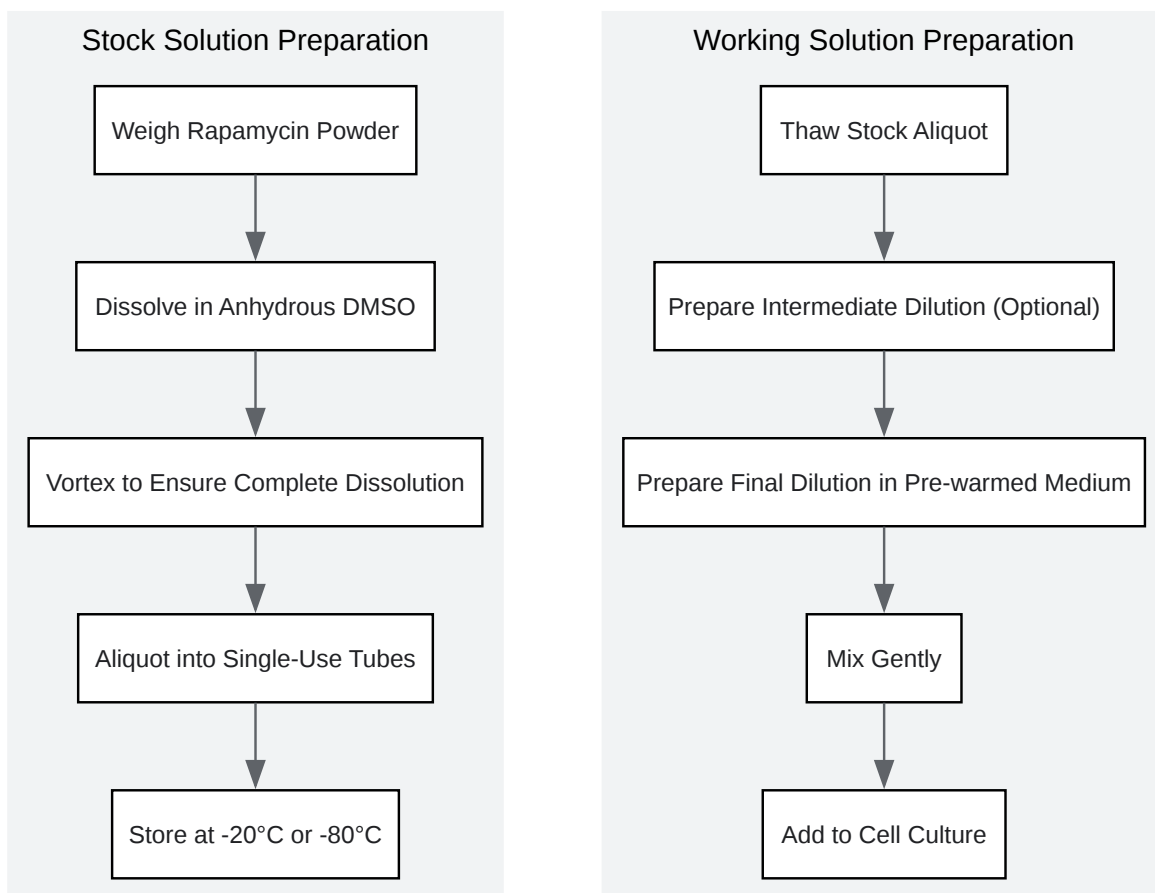 Stock Solution Preparation
Weigh Rapamycin Powder
Dissolve in Anhydrous DMSO
Vortex to Ensure Complete Dissolution
Aliquot into Single-Use Tubes
Store at -20°C or -80°C
Working Solution Preparation
Thaw Stock Aliquot
Prepare Intermediate Dilution (Optional)
Prepare Final Dilution in Pre-warmed Medium
Mix Gently
Add to Cell Culture